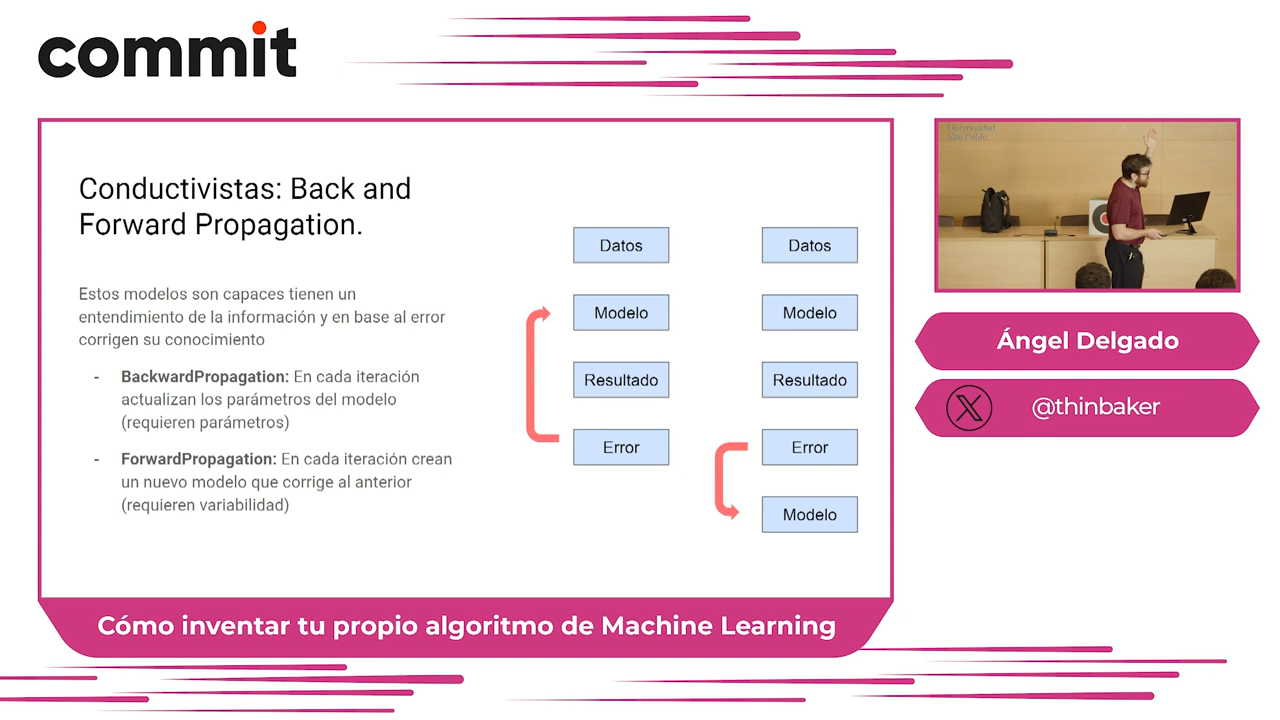 commit
Conductivistas: Back and
Forward Propagation.
Estos modelos son capaces tienen un
entendimiento de la información y en base al error
corrigen su conocimiento
- BackwardPropagation: En cada iteración
actualizan los parámetros del modelo
(requieren parámetros)
- ForwardPropagation: En cada iteración crean
un nuevo modelo que corrige al anterior
(requieren variabilidad)
Datos
Modelo
Resultado
Error
Datos
Modelo
Resultado
Error
Modelo
Universidad
San Pablo
Ángel Delgado
@thinbaker
Cómo inventar tu propio algoritmo de Machine Learning